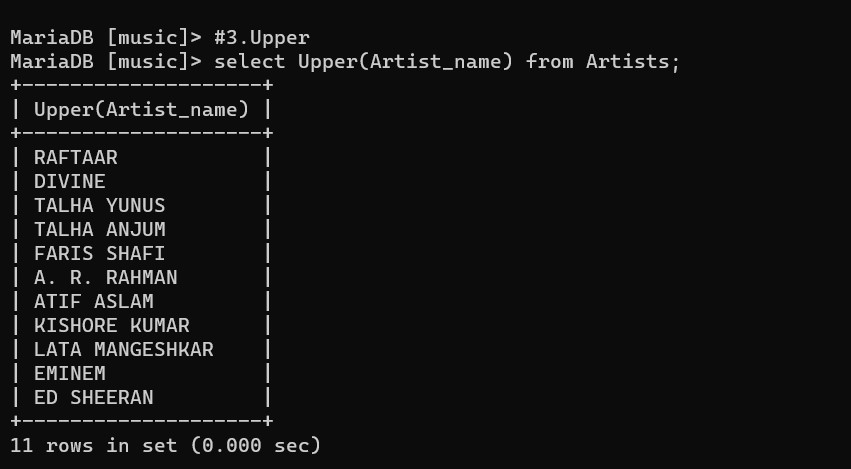 MariaDB [music]> #3.Upper
MariaDB [music]> select Upper(Artist_name) from Artists;
+--------------------+
| Upper(Artist_name) |
+--------------------+
| RAFTAAR            |
| DIVINE             |
| TALHA YUNUS        |
| TALHA ANJUM        |
| FARIS SHAFI        |
| A. R. RAHMAN       |
| ATIF ASLAM         |
| KISHORE KUMAR      |
| LATA MANGESHKAR    |
| EMINEM             |
| ED SHEERAN         |
+--------------------+
11 rows in set (0.000 sec)